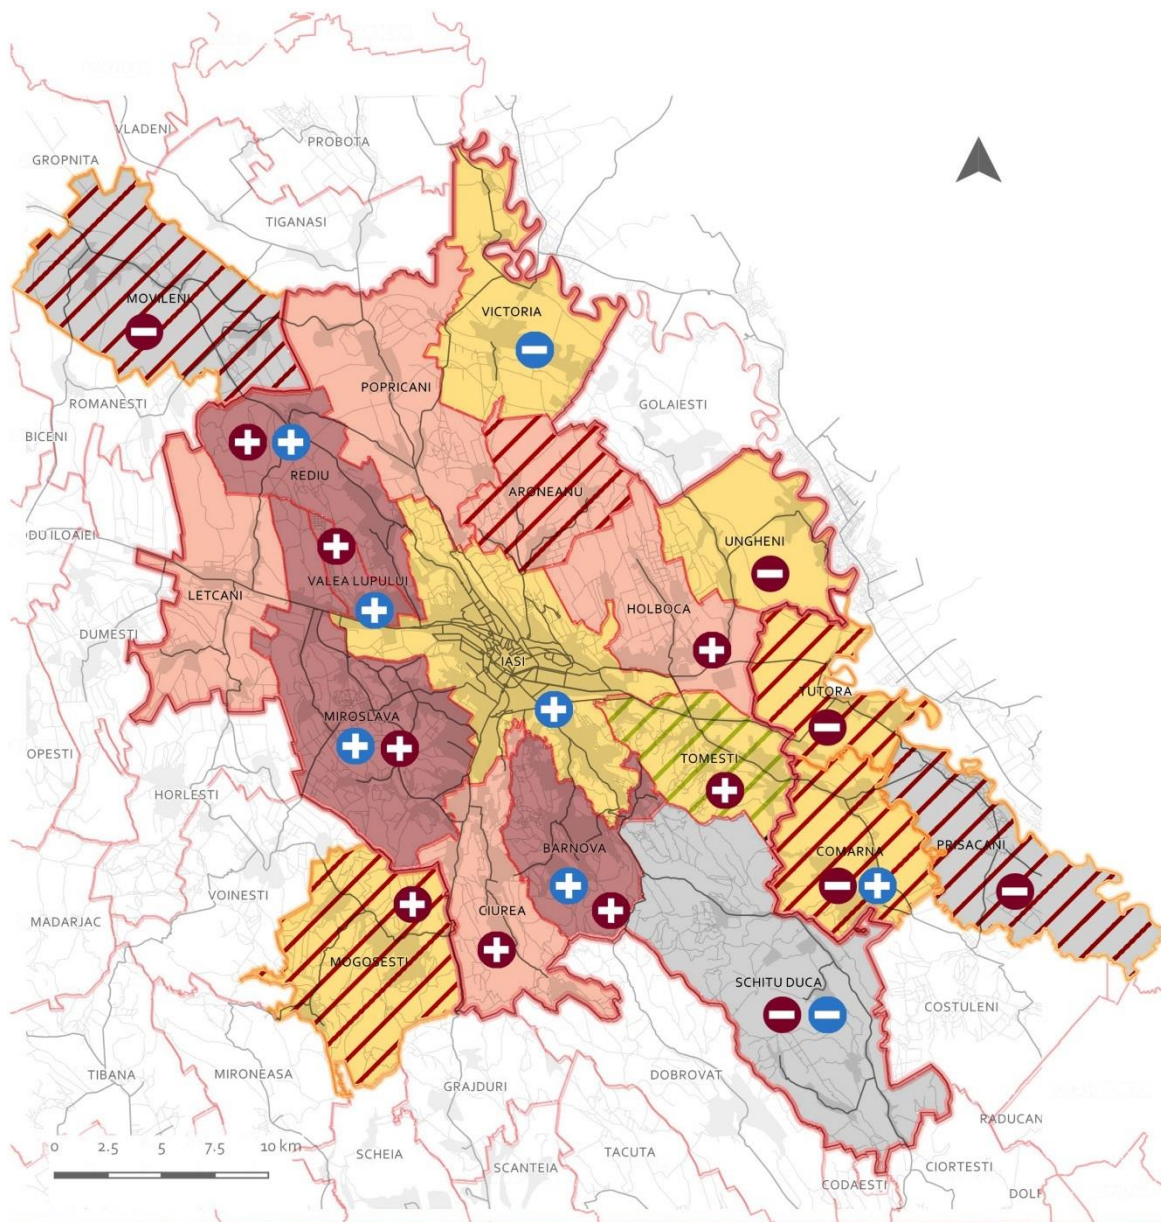 VLADENI
PROBOTA
GROPNITA
TIGANASI
MOVILENI
VICTORIA
POPRICANI
ROMANESTI
GOLAIESTI
BICENI
REDIU
ARONEANU
DU ILOAIEI
UNGHENI
VALEA LUPULUI
LETCANI
HOLBOCA
DUMESTI
IASI
TUTORA
MIROSLAVA
OPESTI
TOMESTI
HORLESTI
BARNOVA
COMARNA
PRISACANI
VOINESTI
CIUREA
MADARJAC
MOGOSESTI
SCHITU DUCA
COSTULENI
TIBANA
MIRONEASA
DOBROVAT
GRAJDURI
RADUCAN
0 2.5 5 7.5 10 km
SCHEIA
TACUTA
SCANTEIA
CIORTESTI
CODAESTI